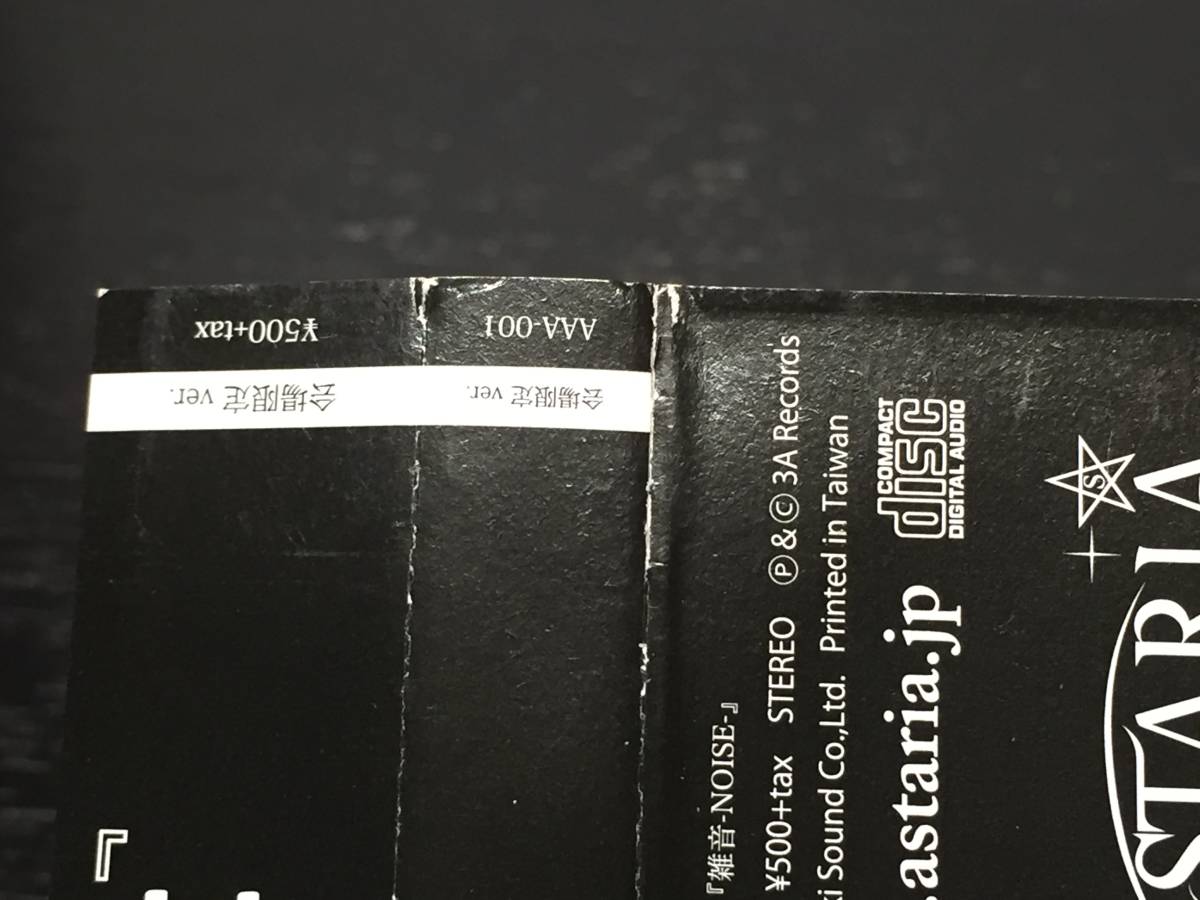 ¥500+tax
会場限定 ver.
AAA-001
会場限定 ver.
』
『雑音-NOISE-』
¥500+tax STEREO Ⓟ & Ⓒ 3A Records
Sound Co.,Ltd. Printed in Taiwan
.astaria.jp
COMPACT
disc
DIGITAL AUDIO
S
STARIA